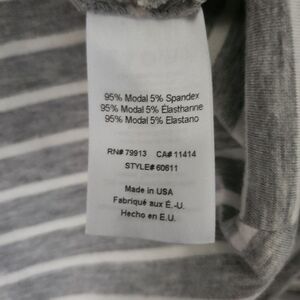 95% Modal 5% Spandex
95% Modal 5% Élasthanne
95% Modal 5% Elastano
RN# 79913 CA# 11414
STYLE# 60611
Made in USA
Fabriqué aux É.-U.
Hecho en E.U.